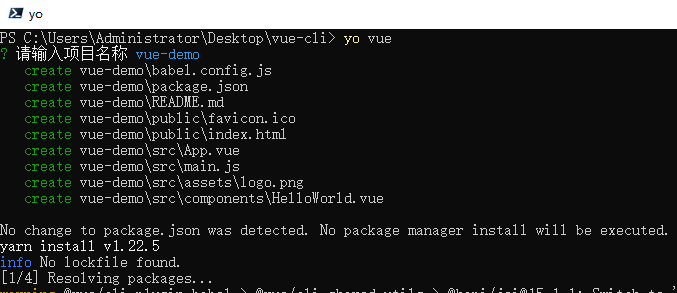 yo
PS C:\Users\Administrator\Desktop\vue-cli> yo vue
? 请输入项目名称 vue-demo
create vue-demo\babel.config.js
create vue-demo\package.json
create vue-demo\README.md
create vue-demo\public\favicon.ico
create vue-demo\public\index.html
create vue-demo\src\App.vue
create vue-demo\src\main.js
create vue-demo\src\assets\logo.png
create vue-demo\src\components\HelloWorld.vue
No change to package.json was detected. No package manager install will be executed.
yarn install v1.22.5
info No lockfile found.
[1/4] Resolving packages...